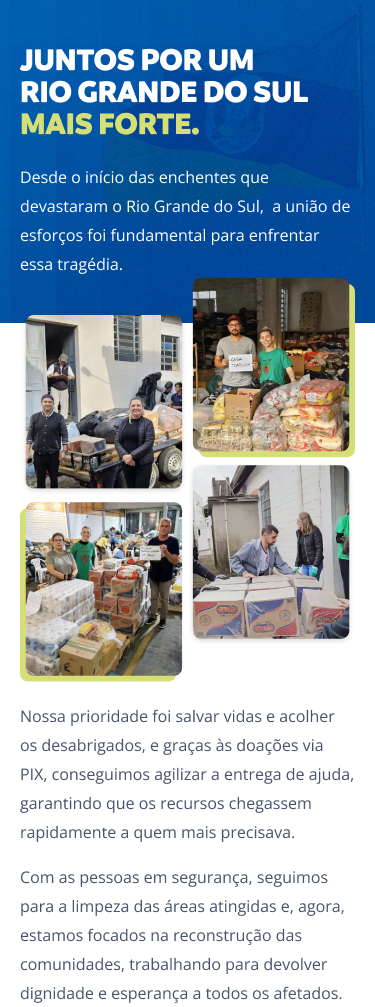 JUNTOS POR UM
RIO GRANDE DO SUL
MAIS FORTE.
Desde o início das enchentes que
devastaram o Rio Grande do Sul,  a união de
esforços foi fundamental para enfrentar
essa tragédia.
Nossa prioridade foi salvar vidas e acolher
os desabrigados, e graças às doações via
PIX, conseguimos agilizar a entrega de ajuda,
garantindo que os recursos chegassem
rapidamente a quem mais precisava.
Com as pessoas em segurança, seguimos
para a limpeza das áreas atingidas e, agora,
estamos focados na reconstrução das
comunidades, trabalhando para devolver
dignidade e esperança a todos os afetados.